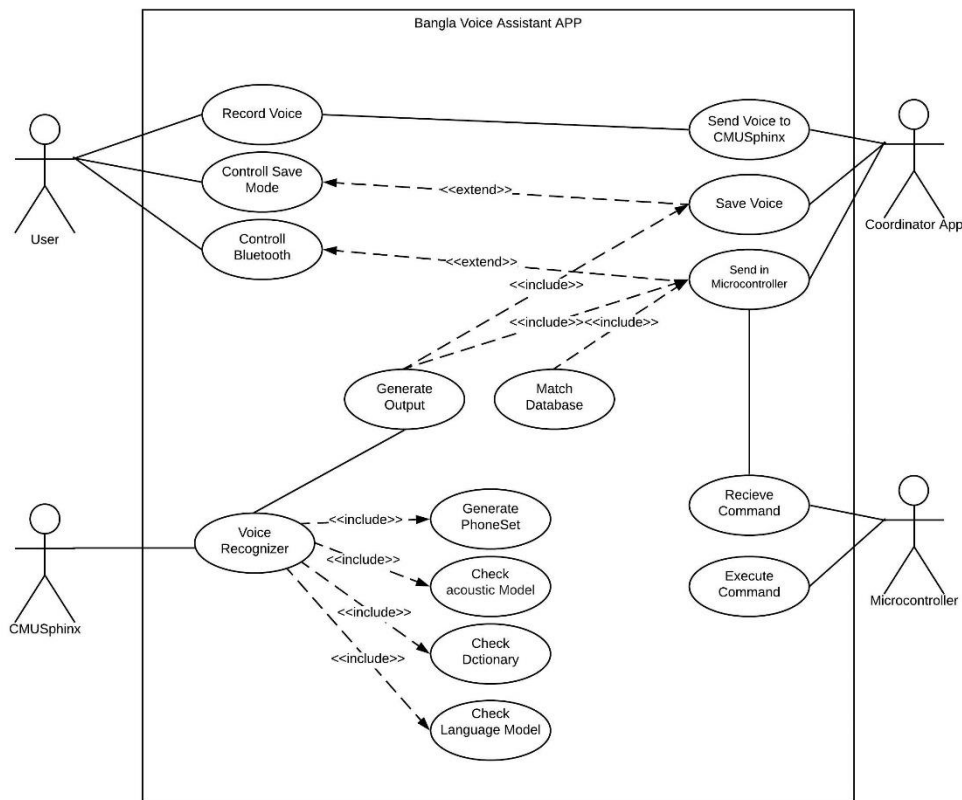 Bangla Voice Assistant APP
Record Voice
Send Voice to
CMUSphinx
Controll Save
Mode
<<extend>>
Save Voice
User
Coordinator App
Controll
Bluetooth
<<extend>>
Send in
Microcontroller
<<include>>
<<include>>
<<include>>
Generate
Output
Match
Database
Voice
Recognizer
<<include>>
Generate
PhoneSet
Recieve
Command
<<include>>
Check
acoustic Model
Execute
Command
CMUSphinx
Microcontroller
<<include>>
Check
Dctionary
<<include>>
Check
Language Model